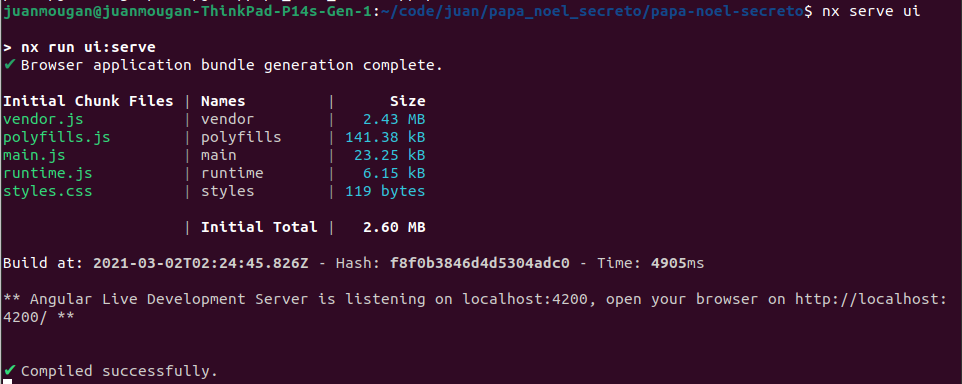 juanmougan@juanmougan-ThinkPad-P14s-Gen-1:~/code/juan/papa_noel_secreto/papa-noel-secreto$ nx serve ui
> nx run ui:serve
✔ Browser application bundle generation complete.
Initial Chunk Files | Names         |      Size
vendor.js           | vendor        |   2.43 MB
polyfills.js        | polyfills     | 141.38 kB
main.js             | main          |  23.25 kB
runtime.js          | runtime       |   6.15 kB
styles.css          | styles        | 119 bytes
                    | Initial Total |   2.60 MB
Build at: 2021-03-02T02:24:45.826Z - Hash: f8f0b3846d4d5304adc0 - Time: 4905ms
** Angular Live Development Server is listening on localhost:4200, open your browser on http://localhost:
4200/ **
✔ Compiled successfully.